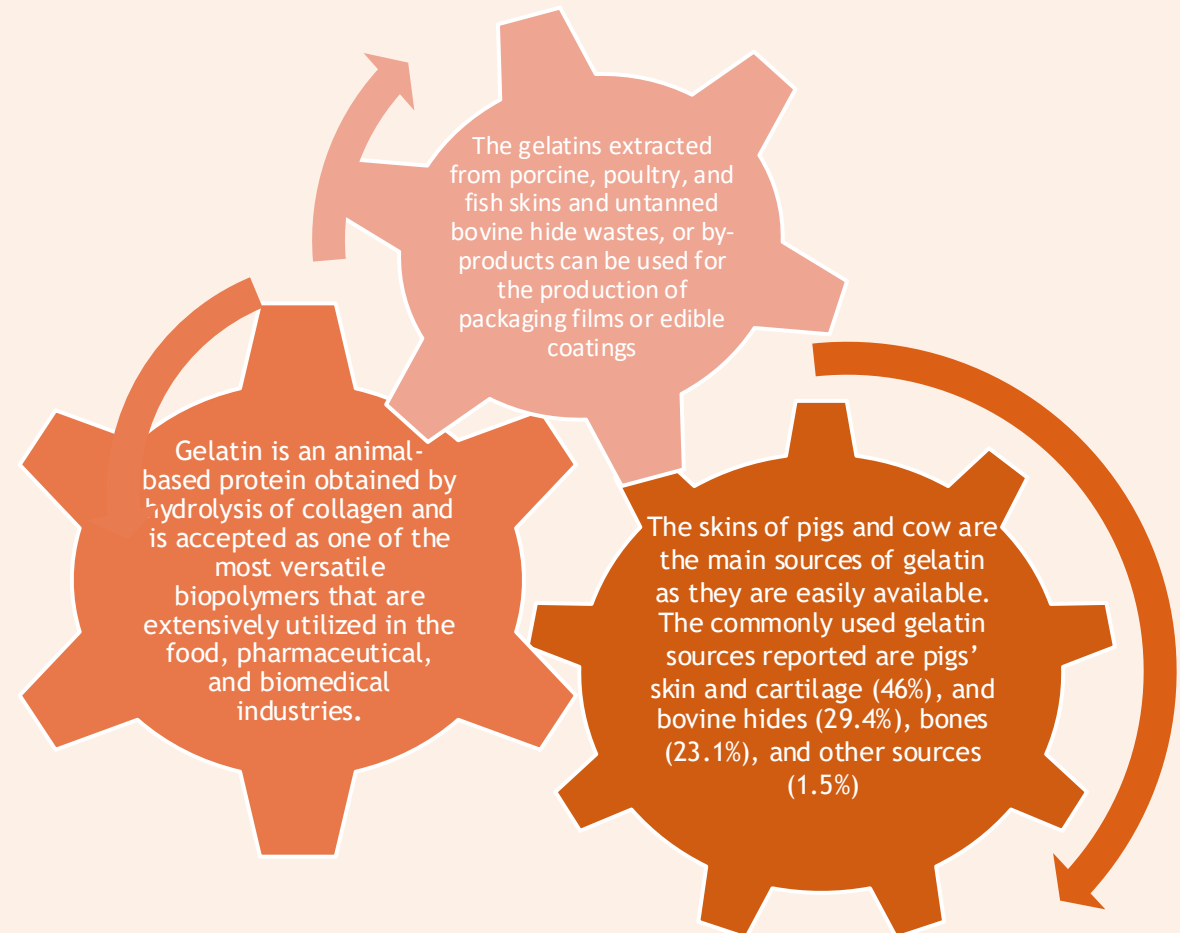 The gelatins extracted
from porcine, poultry, and
fish skins and untanned
bovine hide wastes, or by-
products can be used for
the production of
packaging films or edible
coatings
Gelatin is an animal-
based protein obtained by
hydrolysis of collagen and
is accepted as one of the
most versatile
biopolymers that are
extensively utilized in the
food, pharmaceutical,
and biomedical
industries.
The skins of pigs and cow are
the main sources of gelatin
as they are easily available.
The commonly used gelatin
sources reported are pigs’
skin and cartilage (46%), and
bovine hides (29.4%), bones
(23.1%), and other sources
(1.5%)